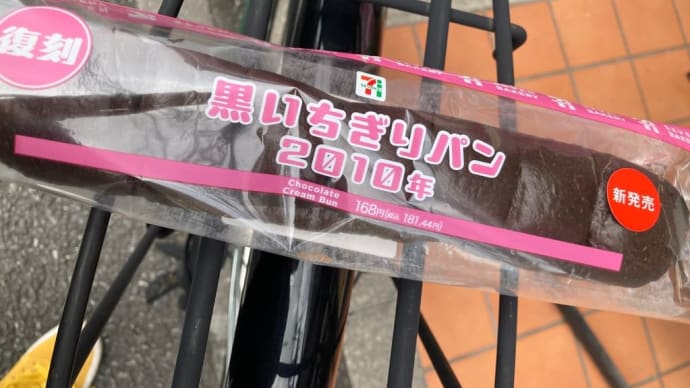 復刻
黒いちぎりパン
2010年
Chocolate
Cream Bun
168円(税込 181.44円)
新発売
BAKERY